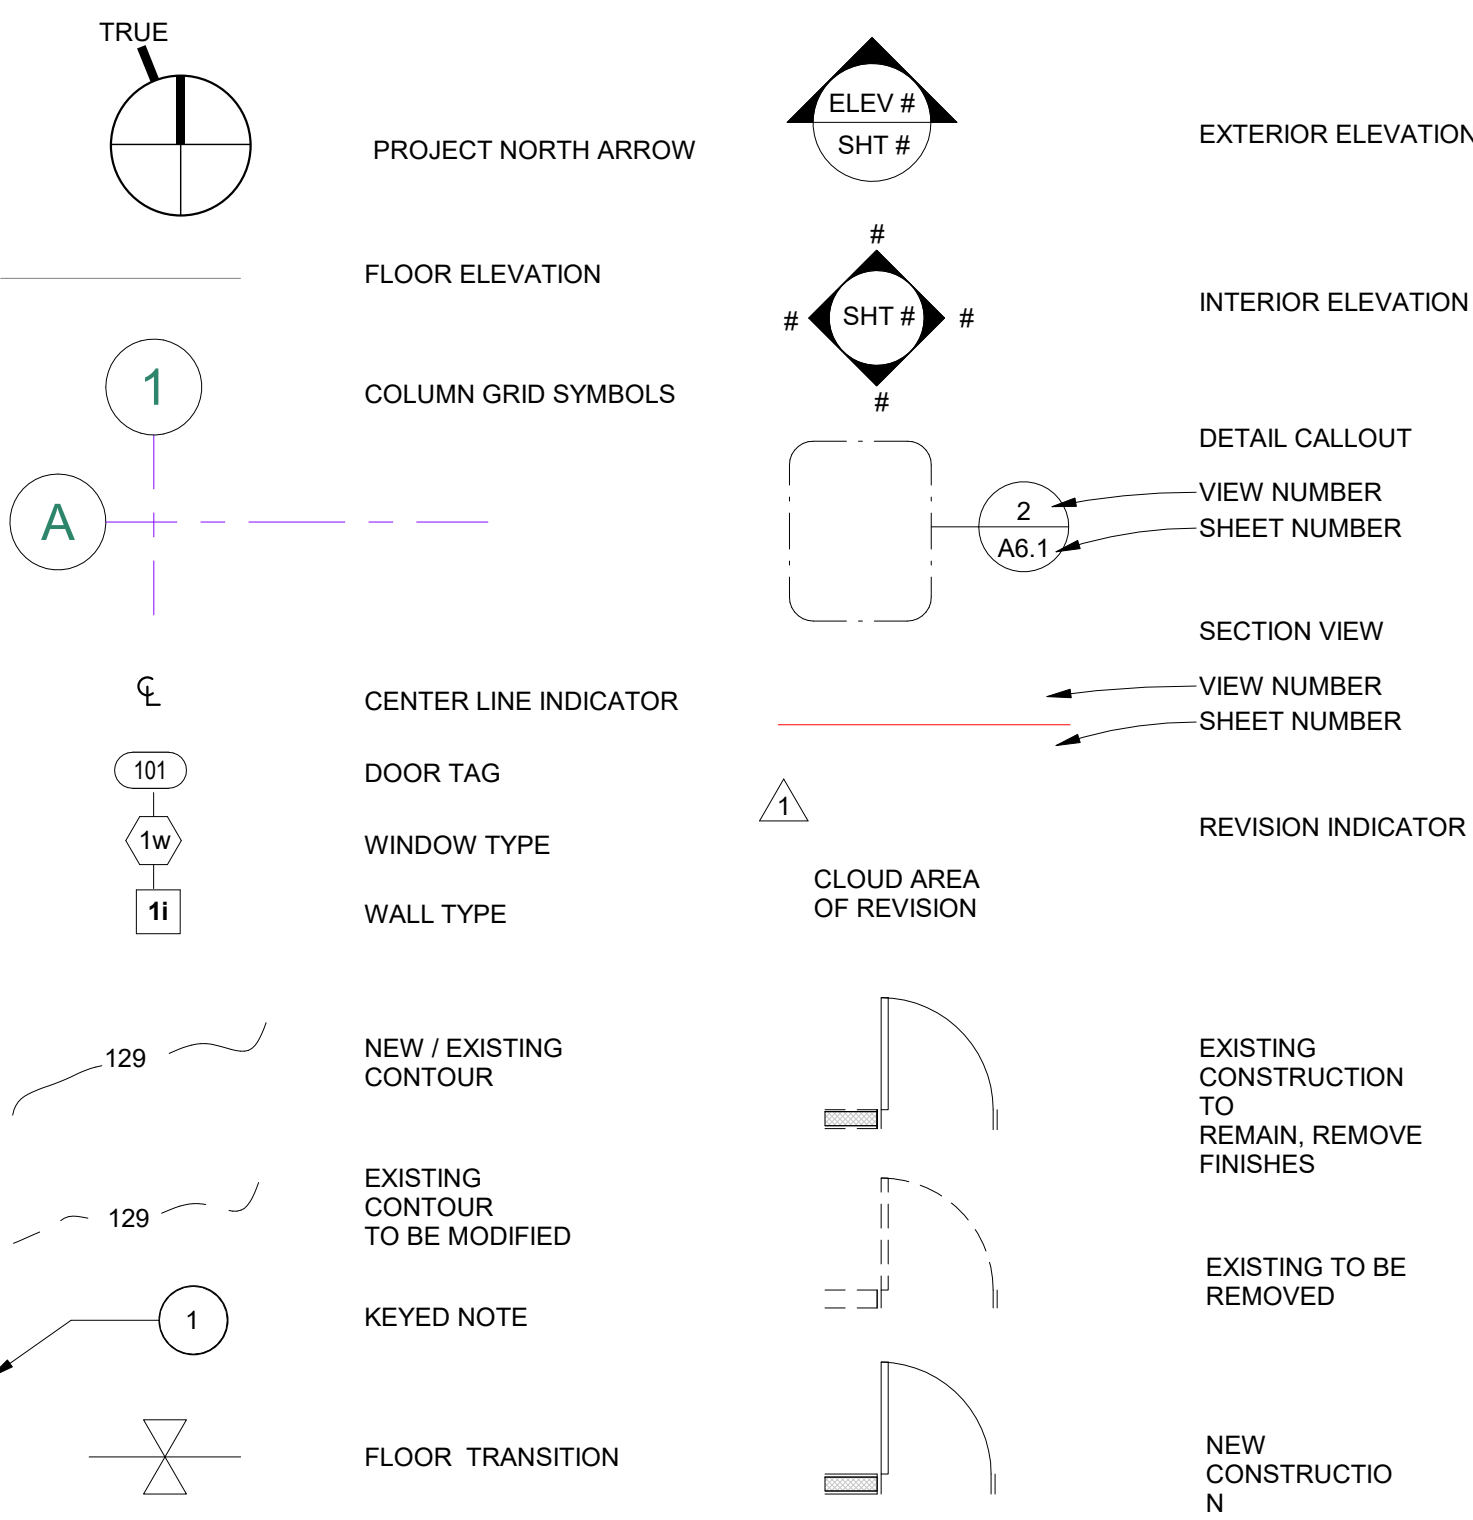 TRUE
PROJECT NORTH ARROW
FLOOR ELEVATION
1
COLUMN GRID SYMBOLS
A
℄
CENTER LINE INDICATOR
101
DOOR TAG
1w
WINDOW TYPE
1i
WALL TYPE
129
NEW / EXISTING
CONTOUR
129
EXISTING
CONTOUR
TO BE MODIFIED
1
KEYED NOTE
FLOOR TRANSITION
ELEV #
SHT #
EXTERIOR ELEVATION
#
# SHT # #
#
INTERIOR ELEVATION
DETAIL CALLOUT
VIEW NUMBER
SHEET NUMBER
2
A6.1
SECTION VIEW
VIEW NUMBER
SHEET NUMBER
1
REVISION INDICATOR
CLOUD AREA
OF REVISION
EXISTING
CONSTRUCTION
TO
REMAIN, REMOVE
FINISHES
EXISTING TO BE
REMOVED
NEW
CONSTRUCTIO
N